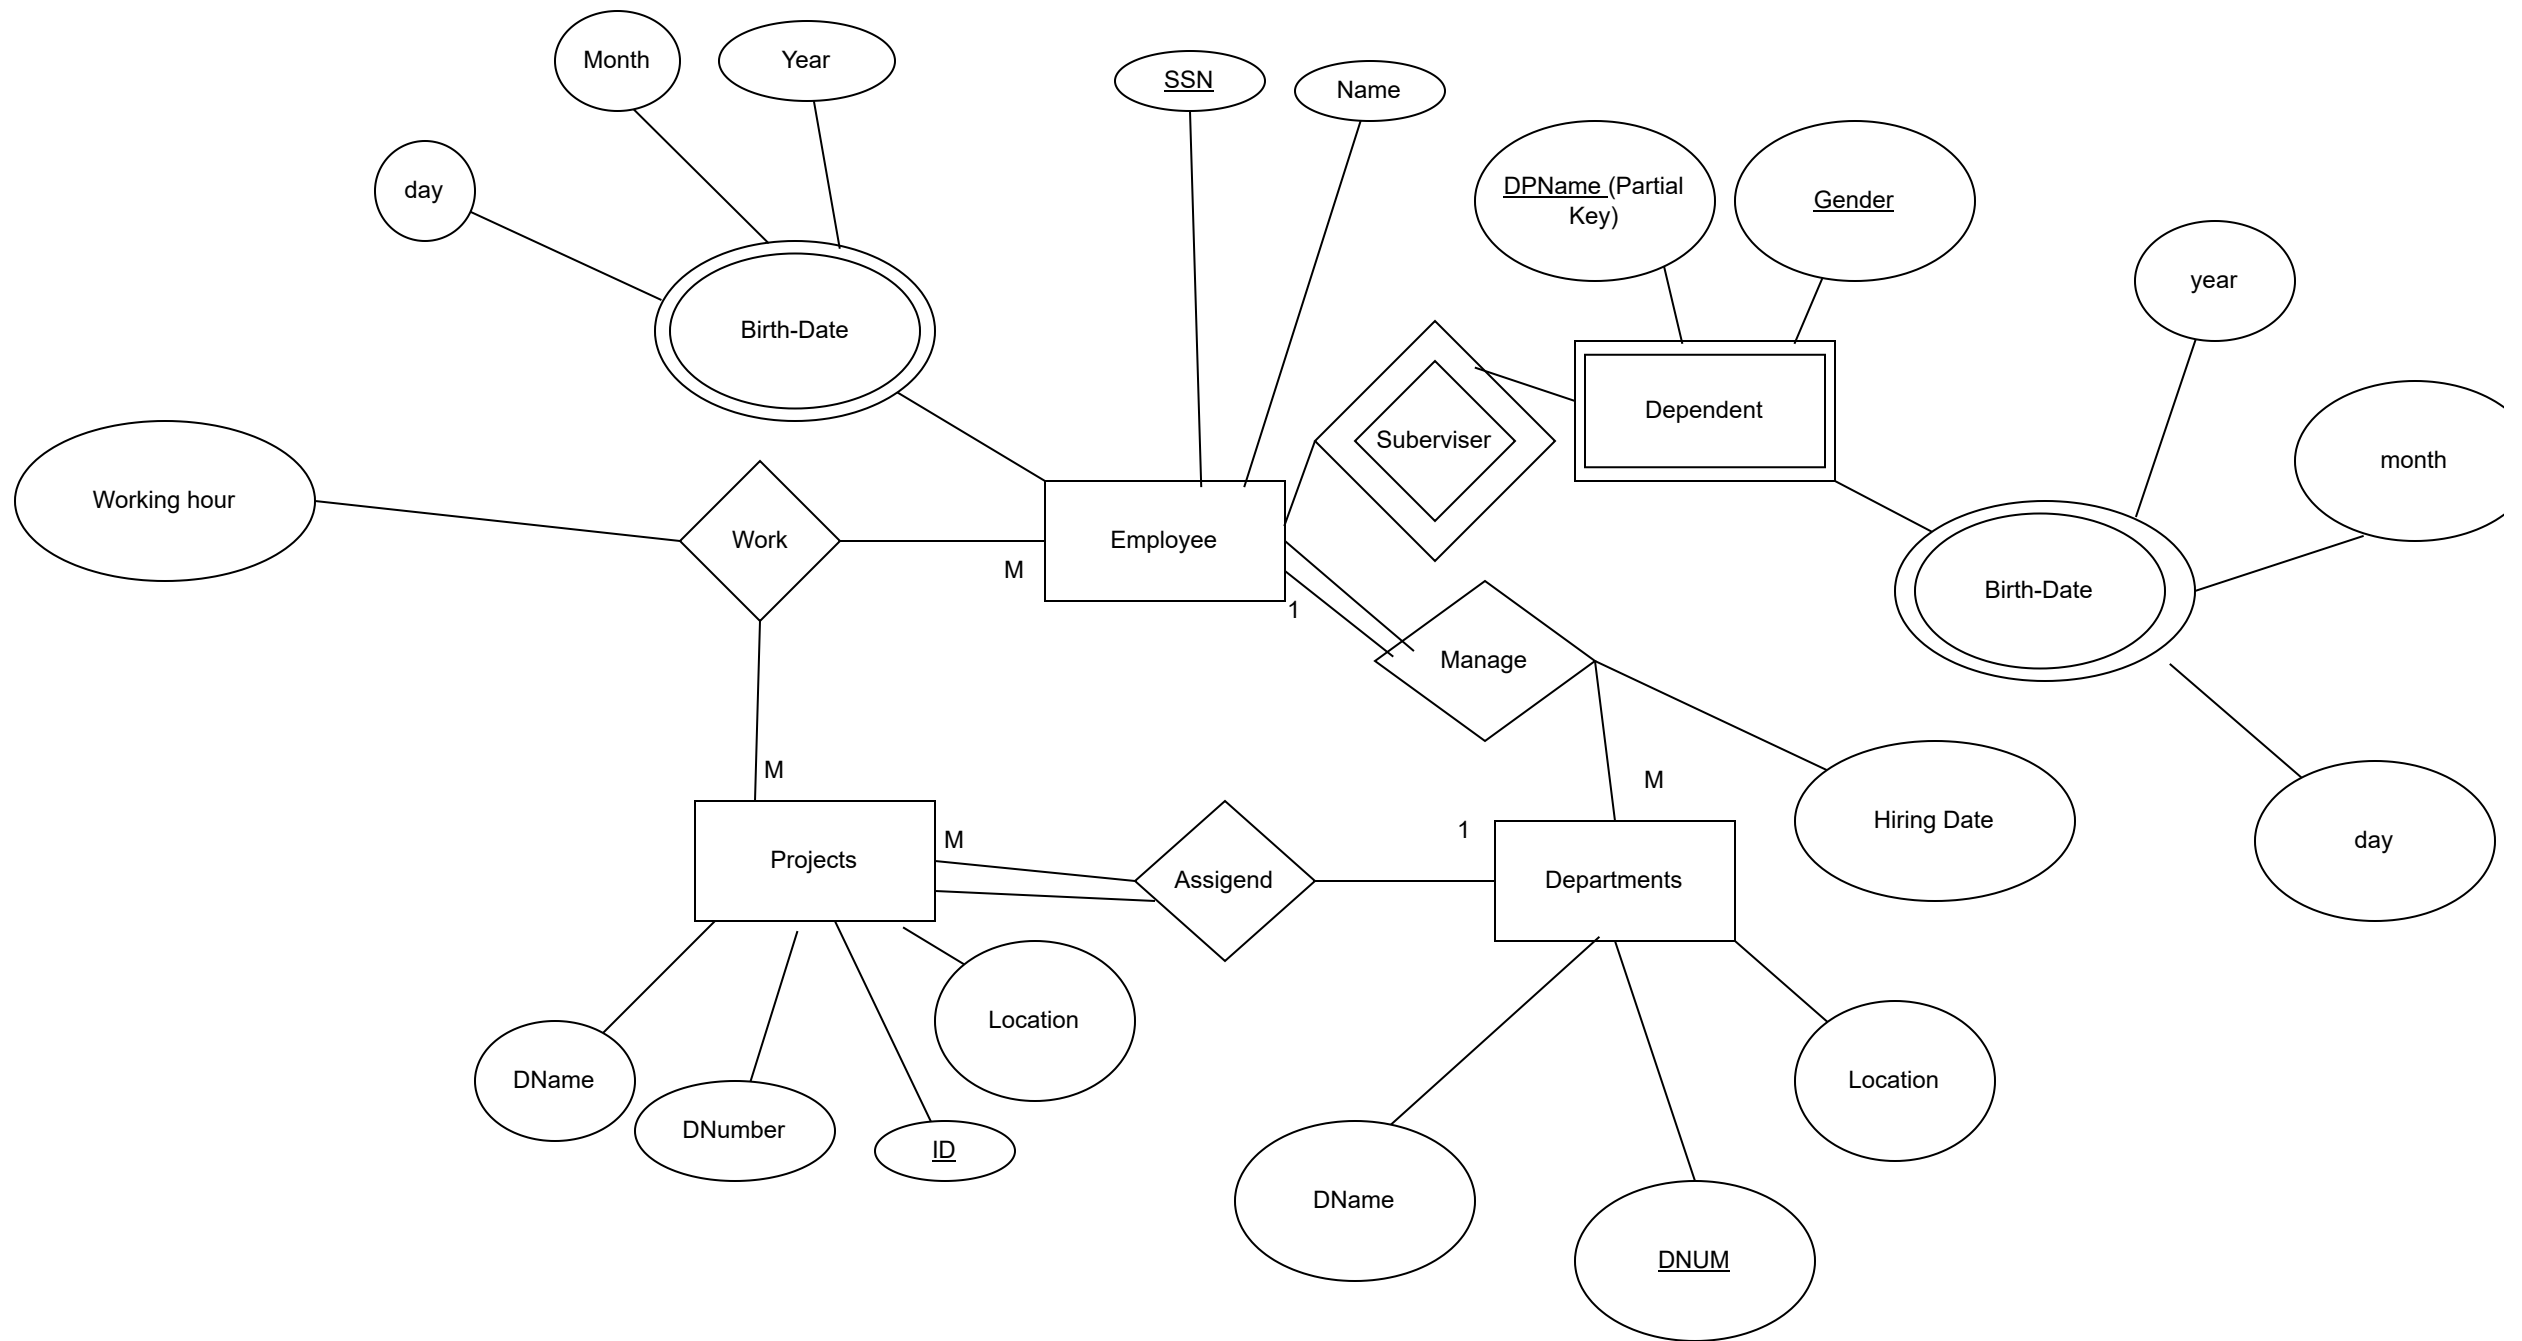 Month
Year
SSN
Name
day
DPName (Partial
Key)
Gender
year
Birth-Date
Dependent
Suberviser
month
Working hour
Work
Employee
M
1
Birth-Date
Manage
M
M
Hiring Date
1
M
day
Projects
Assigend
Departments
Location
DName
DNumber
ID
Location
DName
DNUM